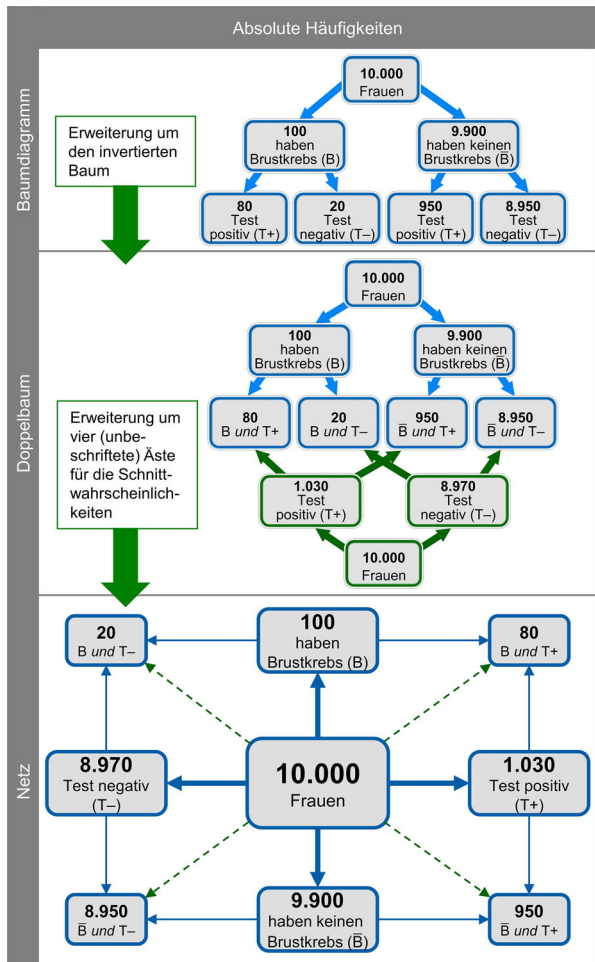 Absolute Häufigkeiten
Baumdiagramm
Erweiterung um
den invertierten
Baum
10.000
Frauen
100
haben
Brustkrebs (B)
9.900
haben keinen
Brustkrebs (B̅)
80
Test
positiv (T+)
20
Test
negativ (T–)
950
Test
positiv (T+)
8.950
Test
negativ (T–)
Doppelbaum
Erweiterung um
vier (unbe-
schriftete) Äste
für die Schnitt-
wahrscheinlich-
keiten
10.000
Frauen
100
haben
Brustkrebs (B)
9.900
haben keinen
Brustkrebs (B̅)
80
B und T+
20
B und T–
950
B̅ und T+
8.950
B̅ und T–
1.030
Test
positiv (T+)
8.970
Test
negativ (T–)
10.000
Frauen
Netz
20
B und T–
100
haben
Brustkrebs (B)
80
B und T+
8.970
Test negativ
(T–)
10.000
Frauen
1.030
Test positiv
(T+)
8.950
B̅ und T–
9.900
haben keinen
Brustkrebs (B̅)
950
B̅ und T+